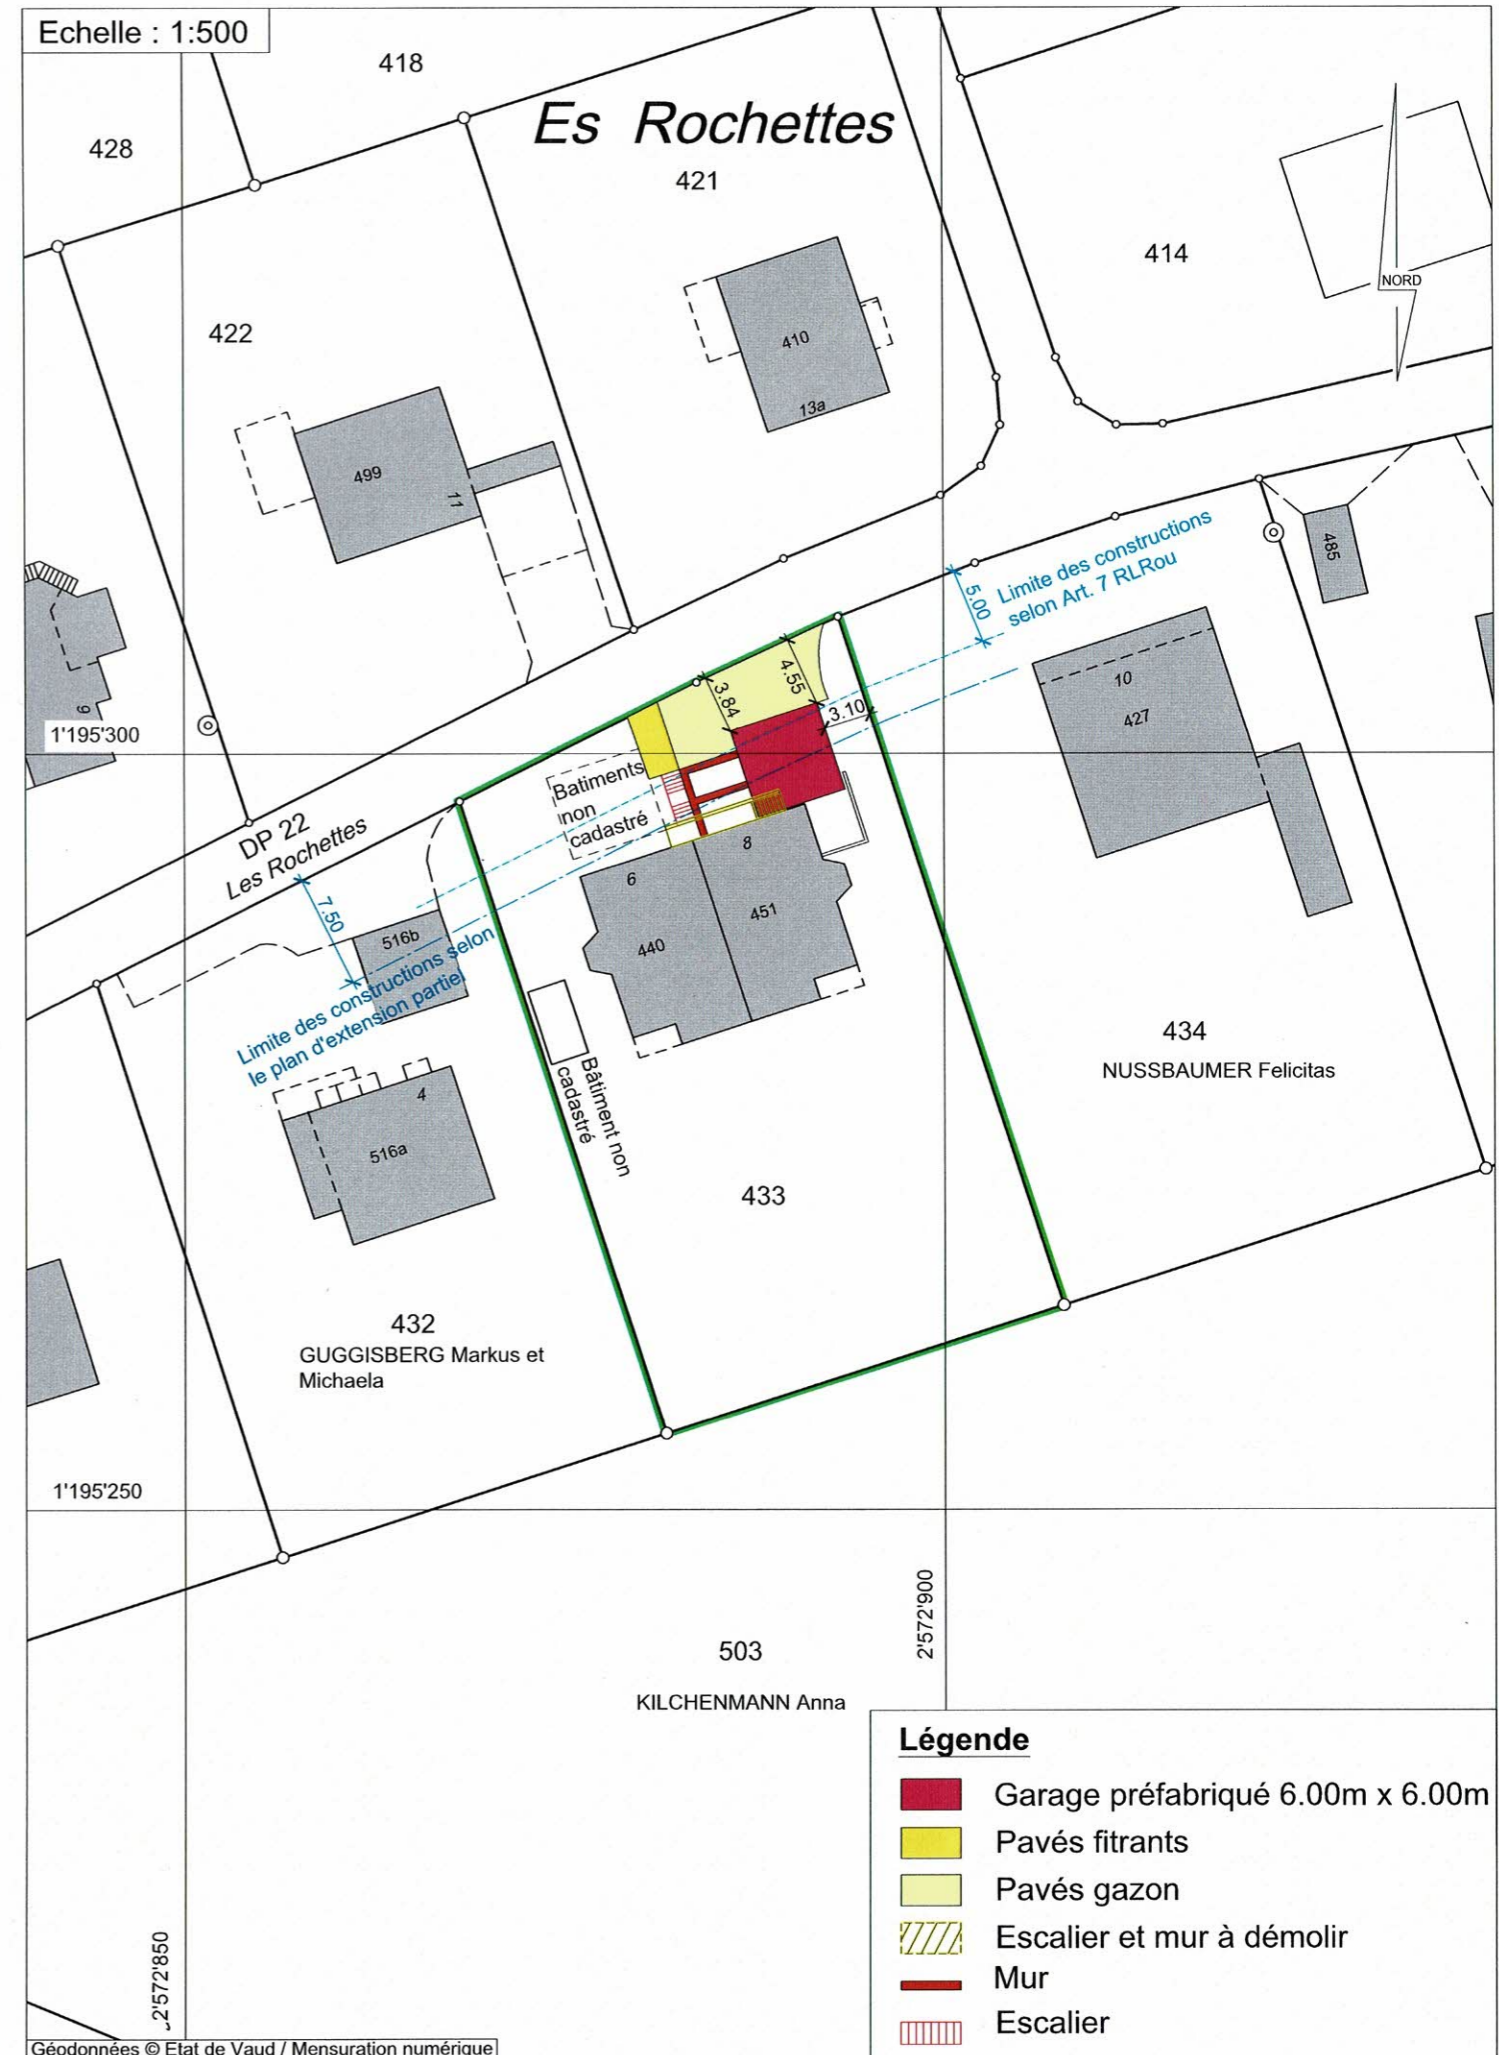 Echelle : 1:500
418
Es Rochettes
428
421
414
NORD
422
410
13a
499
11
485
Limite des constructions
selon Art. 7 RLRou
5.00
4.55
3.84
3.10
10
427
9
1'195'300
Batiments
non
cadastré
DP 22
Les Rochettes
8
6
451
440
7.50
516b
Limite des constructions selon
le plan d'extension partiel
434
NUSSBAUMER Felicitas
Bâtiment non
cadastré
4
516a
433
432
GUGGISBERG Markus et
Michaela
1'195'250
2'572'900
503
KILCHENMANN Anna
Légende
Garage préfabriqué 6.00m x 6.00m
Pavés fitrants
Pavés gazon
Escalier et mur à démolir
Mur
Escalier
2'572'850
Géodonnées © Etat de Vaud / Mensuration numérique